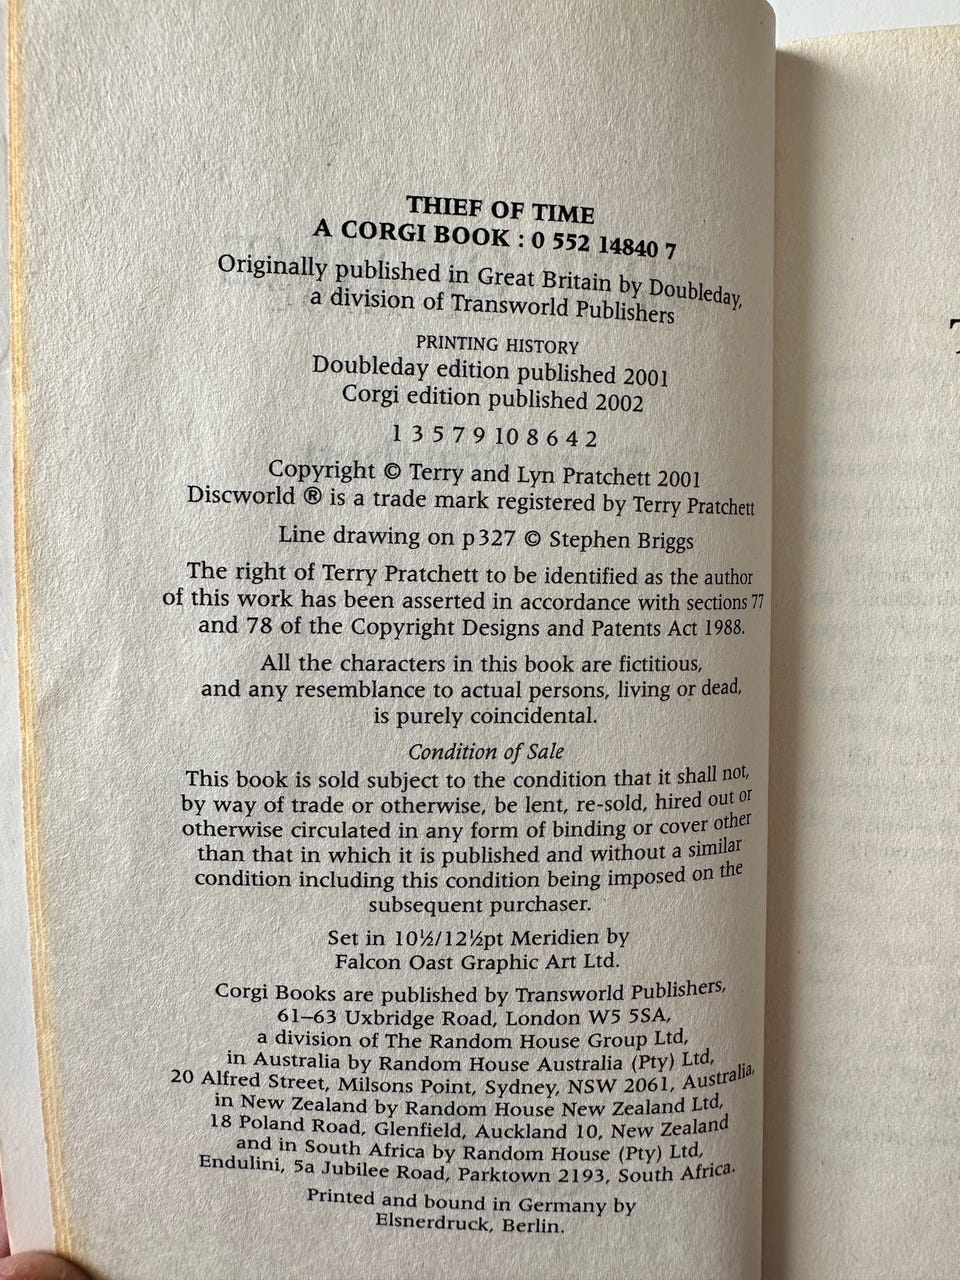 THIEF OF TIME
A CORGI BOOK : 0 552 14840 7
Originally published in Great Britain by Doubleday,
a division of Transworld Publishers
PRINTING HISTORY
Doubleday edition published 2001
Corgi edition published 2002
1 3 5 7 9 10 8 6 4 2
Copyright © Terry and Lyn Pratchett 2001
Discworld ® is a trade mark registered by Terry Pratchett
Line drawing on p327 © Stephen Briggs
The right of Terry Pratchett to be identified as the author
of this work has been asserted in accordance with sections 77
and 78 of the Copyright Designs and Patents Act 1988.
All the characters in this book are fictitious,
and any resemblance to actual persons, living or dead,
is purely coincidental.
Condition of Sale
This book is sold subject to the condition that it shall not,
by way of trade or otherwise, be lent, re-sold, hired out or
otherwise circulated in any form of binding or cover other
than that in which it is published and without a similar
condition including this condition being imposed on the
subsequent purchaser.
Set in 10½/12½pt Meridien by
Falcon Oast Graphic Art Ltd.
Corgi Books are published by Transworld Publishers,
61–63 Uxbridge Road, London W5 5SA,
a division of The Random House Group Ltd,
in Australia by Random House Australia (Pty) Ltd,
20 Alfred Street, Milsons Point, Sydney, NSW 2061, Australia,
in New Zealand by Random House New Zealand Ltd,
18 Poland Road, Glenfield, Auckland 10, New Zealand
and in South Africa by Random House (Pty) Ltd,
Endulini, 5a Jubilee Road, Parktown 2193, South Africa.
Printed and bound in Germany by
Elsnerdruck, Berlin.